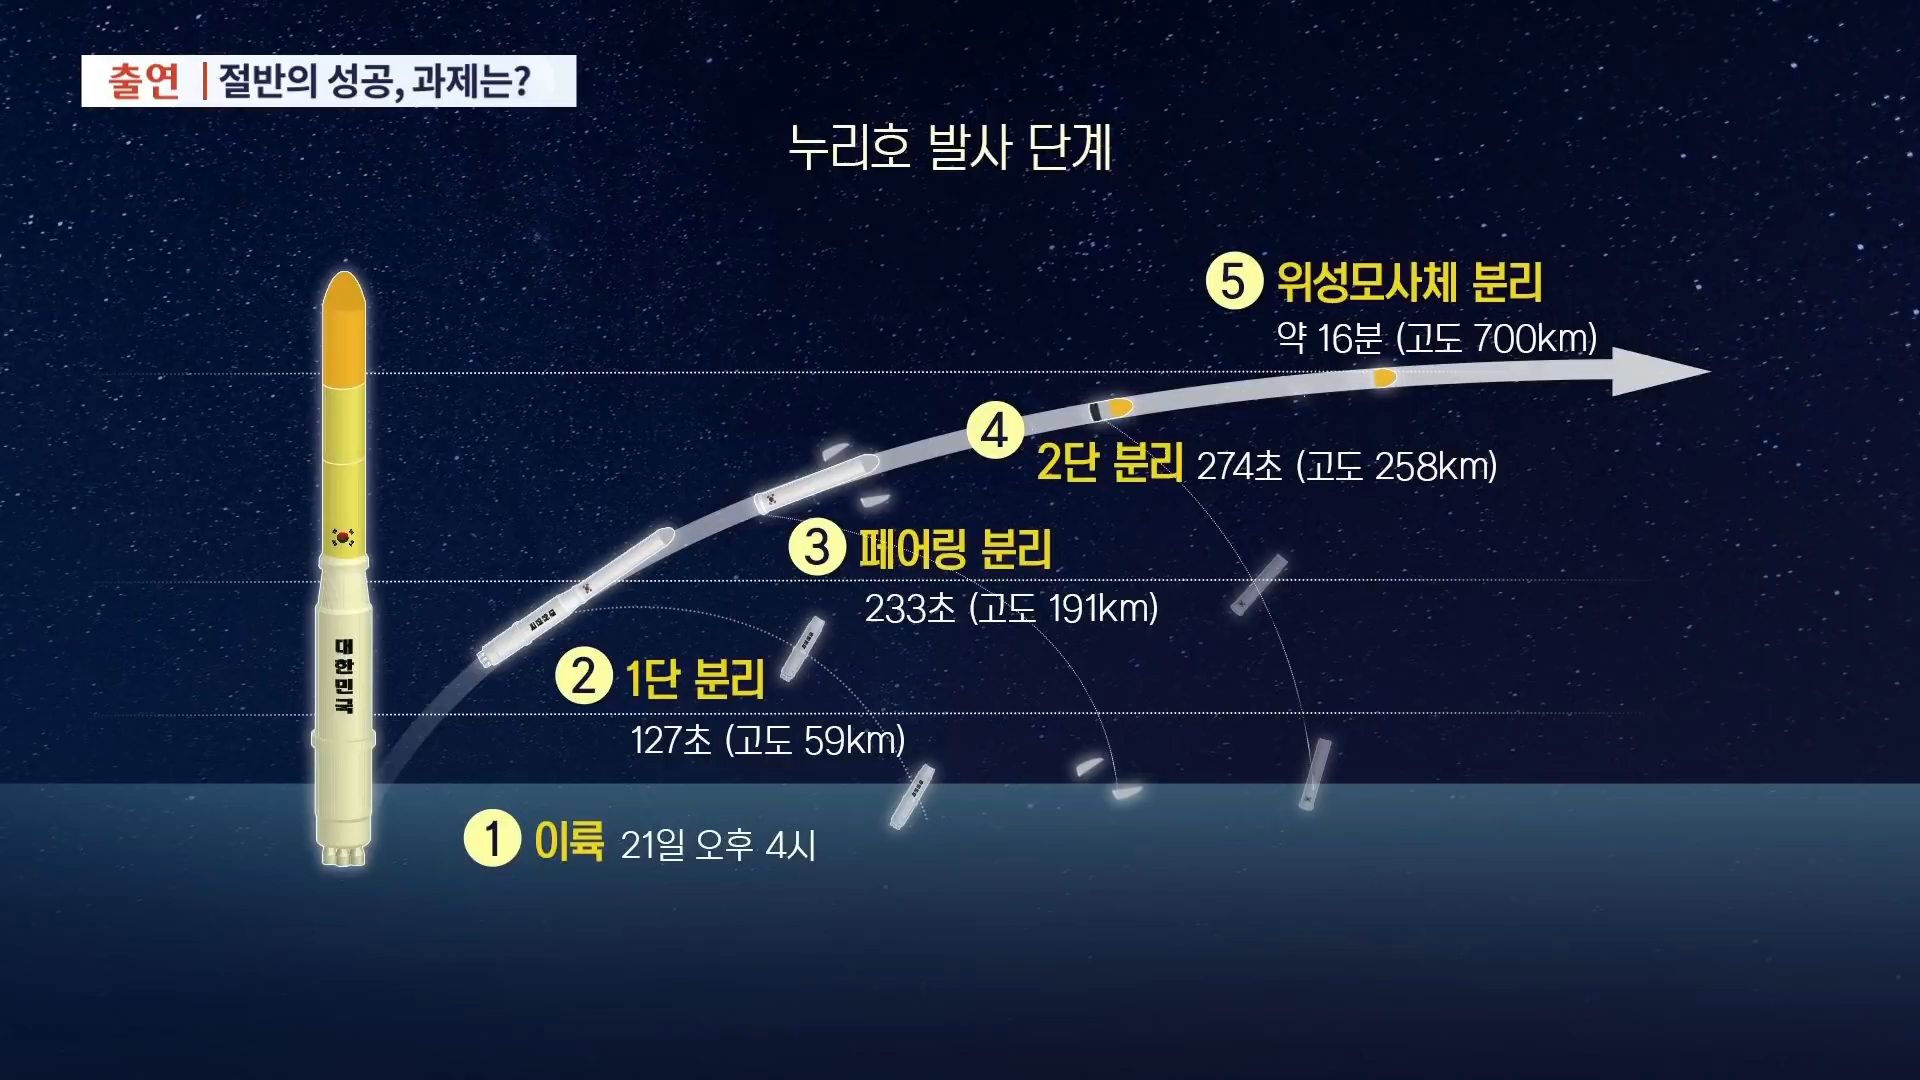 출연 | 절반의 성공, 과제는?
누리호 발사 단계
5 위성모사체 분리
약 16분 (고도 700km)
4 2단 분리 274초 (고도 258km)
3 페어링 분리
233초 (고도 191km)
2 1단 분리
127초 (고도 59km)
1 이륙 21일 오후 4시
대한민국
대한민국